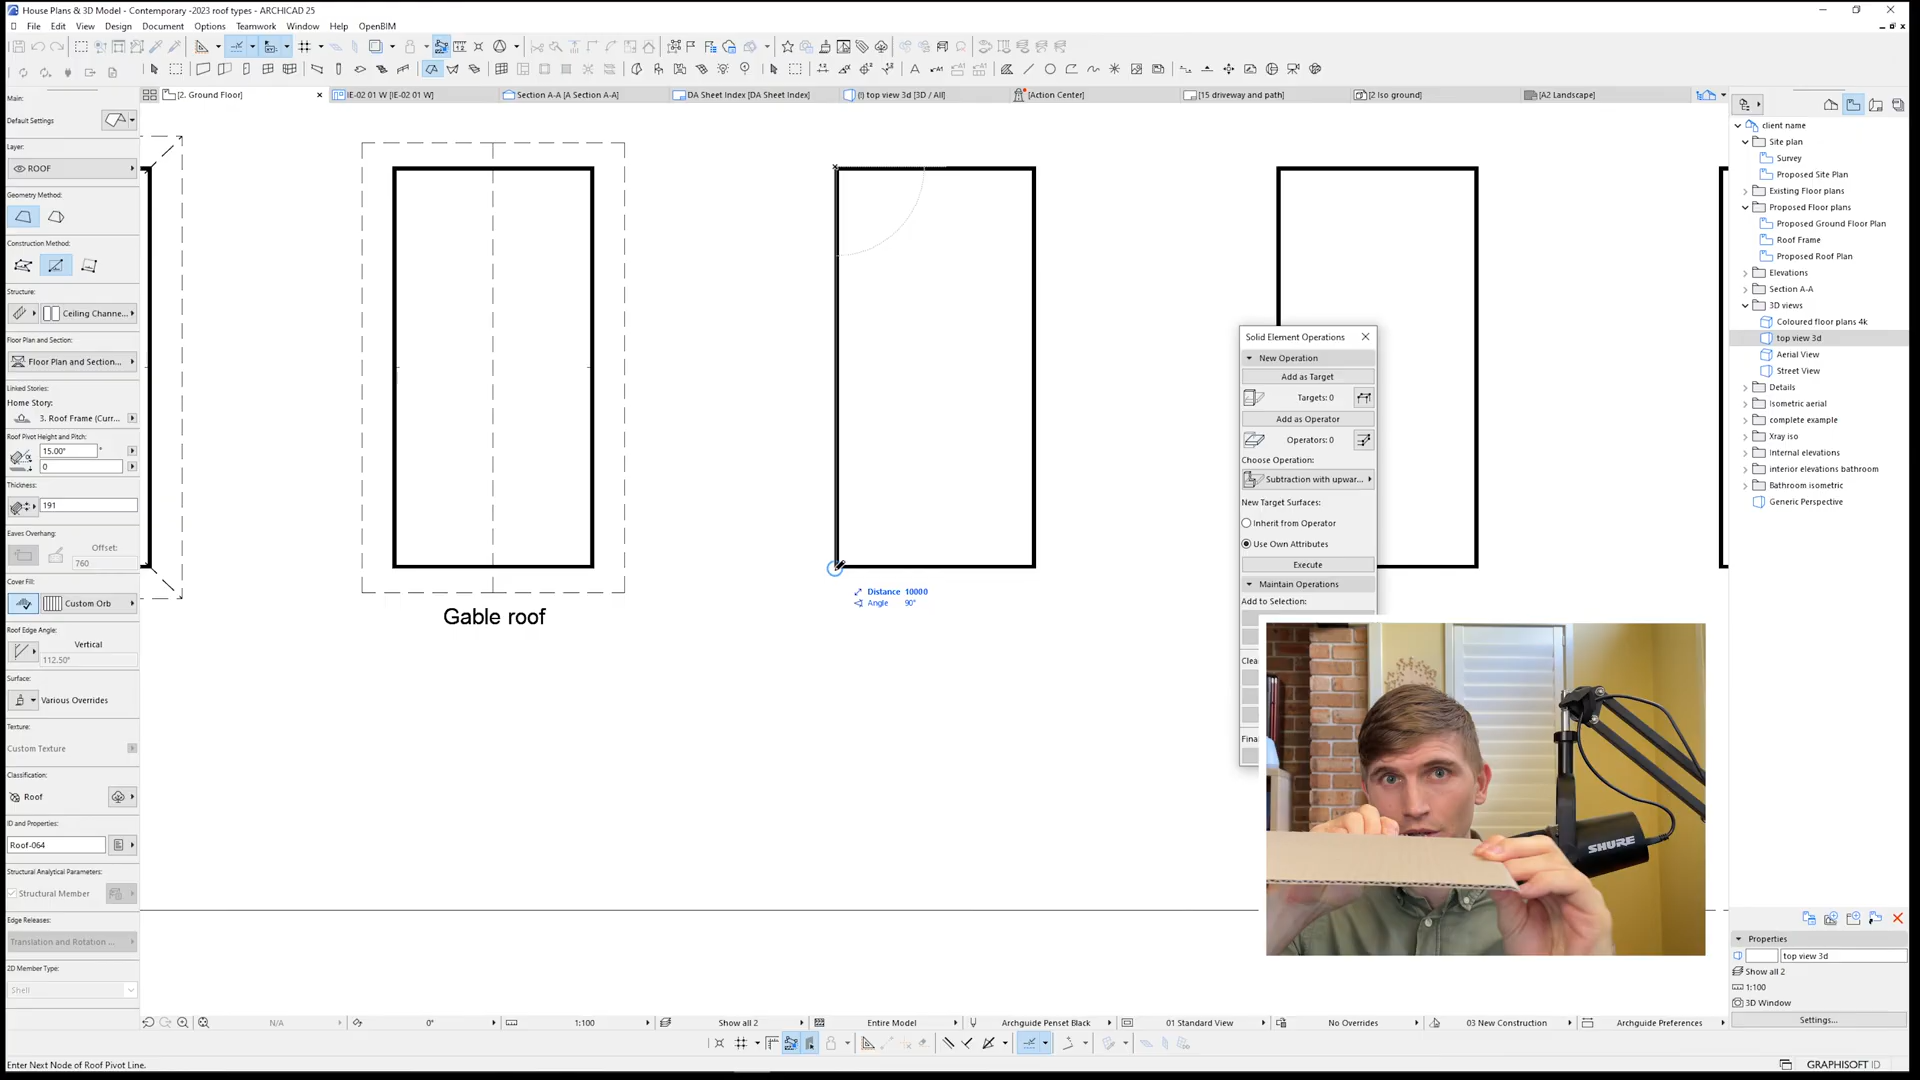 House Plans & 3D Model - Contemporary -2023 roof types - ARCHICAD 25
File Edit View Design Document Options Teamwork Window Help OpenBIM
[2. Ground Floor]
IE-02 01 W [IE-02 01 W]
Section A-A [A Section A-A]
DA Sheet Index [DA Sheet Index]
(!) top view 3d [3D / All]
[Action Center]
[15 driveway and path]
[2 Iso ground]
[A2 Landscape]
Main:
Default Settings
Layer:
ROOF
Geometry Method:
Construction Method:
Structure:
Ceiling Channe...
Floor Plan and Section:
Floor Plan and Section...
Linked Stories:
Home Story:
3. Roof Frame (Curr...
Roof Pivot Height and Pitch:
15.00°
°
0
Thickness:
191
Eaves Overhang:
Offset:
760
Cover Fill:
Custom Orb
Roof Edge Angle:
Vertical
112.50°
Surface:
Various Overrides
Texture:
Custom Texture
Classification:
Roof
ID and Properties:
Roof-064
Structural Analytical Parameters:
Structural Member
Edge Releases:
Translation and Rotation ...
2D Member Type:
Shell
Gable roof
Distance 10000
Angle 90°
Solid Element Operations
New Operation
Add as Target
Targets: 0
Add as Operator
Operators: 0
Choose Operation:
Subtraction with upwar...
New Target Surfaces:
Inherit from Operator
Use Own Attributes
Execute
Maintain Operations
Add to Selection:
SHURE
client name
Site plan
Survey
Proposed Site Plan
Existing Floor plans
Proposed Floor plans
Proposed Ground Floor Plan
Roof Frame
Proposed Roof Plan
Elevations
Section A-A
3D views
Coloured floor plans 4k
top view 3d
Aerial View
Street View
Details
Isometric aerial
complete example
Xray iso
Internal elevations
interior elevations bathroom
Bathroom isometric
Generic Perspective
Properties
top view 3d
Show all 2
1:100
3D Window
Settings...
N/A
0°
1:100
Show all 2
Entire Model
Archguide Penset Black
01 Standard View
No Overrides
03 New Construction
Archguide Preferences
Enter Next Node of Roof Pivot Line.
GRAPHISOFT ID